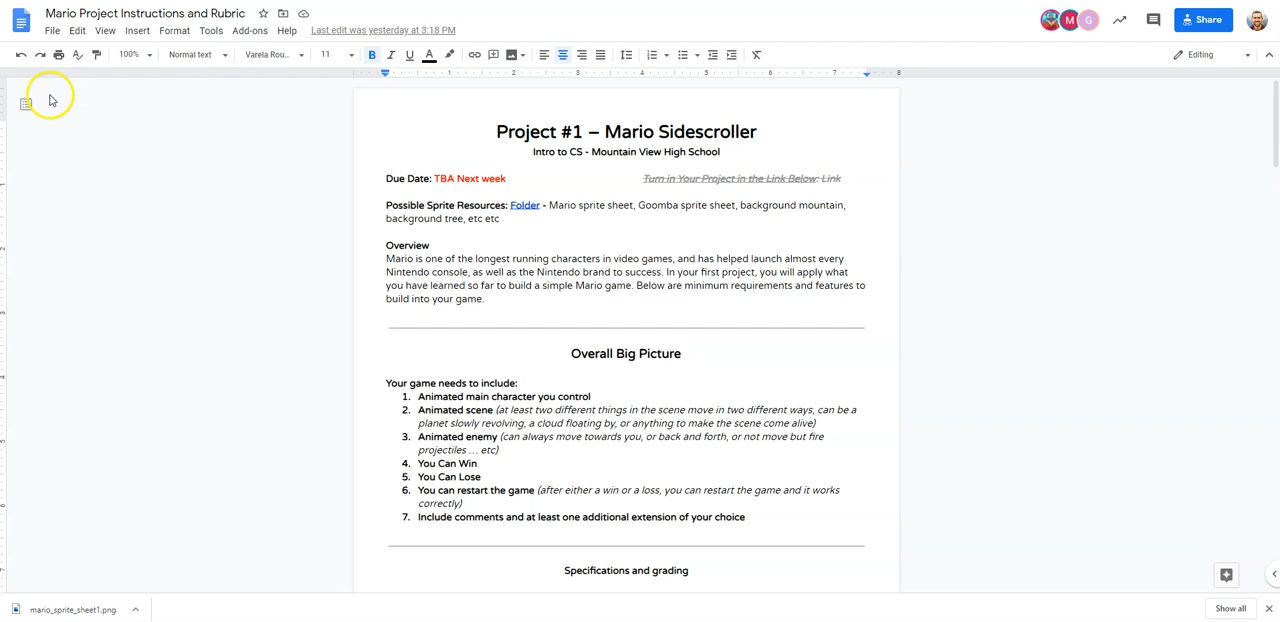 Mario Project Instructions and Rubric
File Edit View Insert Format Tools Add-ons Help Last edit was yesterday at 3:18 PM
M G Share
100% Normal text Varela Rou... 11 B I U A Editing
1 1 2 3 4 5 6 7 8
Project #1 – Mario Sidescroller
Intro to CS - Mountain View High School
Due Date: TBA Next week Turn in Your Project in the Link Below: Link
Possible Sprite Resources: Folder - Mario sprite sheet, Goomba sprite sheet, background mountain,
background tree, etc etc
Overview
Mario is one of the longest running characters in video games, and has helped launch almost every
Nintendo console, as well as the Nintendo brand to success. In your first project, you will apply what
you have learned so far to build a simple Mario game. Below are minimum requirements and features to
build into your game.
Overall Big Picture
Your game needs to include:
1. Animated main character you control
2. Animated scene (at least two different things in the scene move in two different ways, can be a
planet slowly revolving, a cloud floating by, or anything to make the scene come alive)
3. Animated enemy (can always move towards you, or back and forth, or not move but fire
projectiles … etc)
4. You Can Win
5. You Can Lose
6. You can restart the game (after either a win or a loss, you can restart the game and it works
correctly)
7. Include comments and at least one additional extension of your choice
Specifications and grading
mario_sprite_sheet1.png Show all